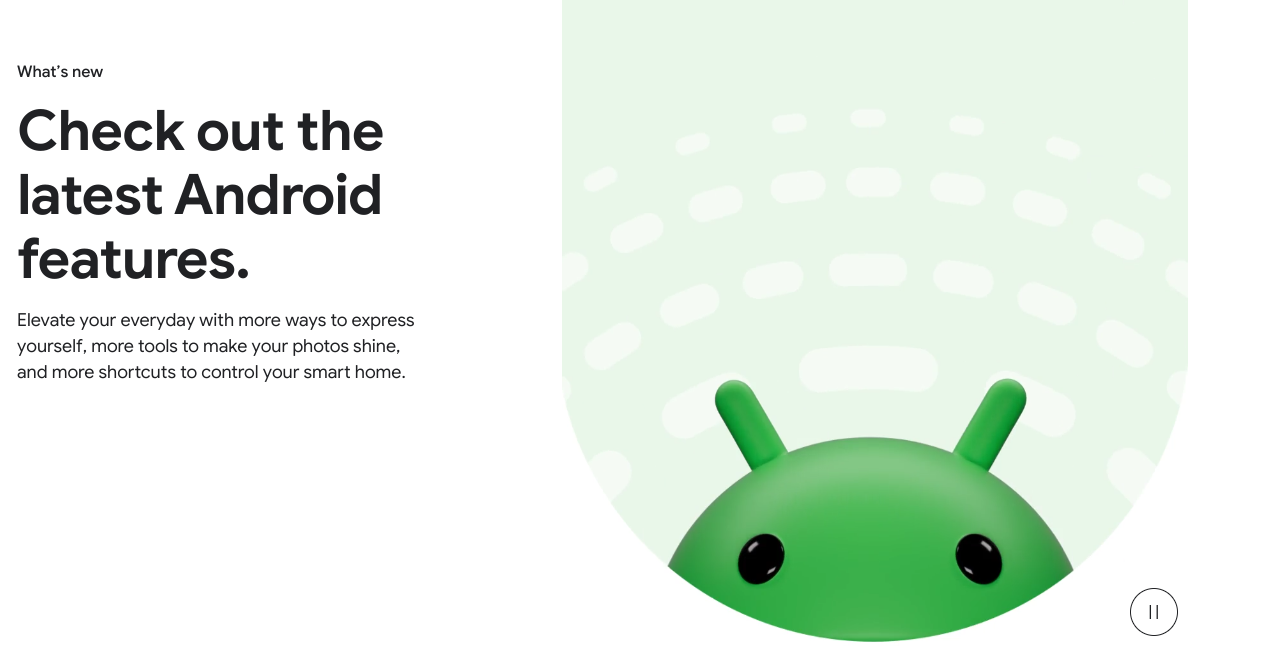 What’s new
Check out the
latest Android
features.
Elevate your everyday with more ways to express
yourself, more tools to make your photos shine,
and more shortcuts to control your smart home.